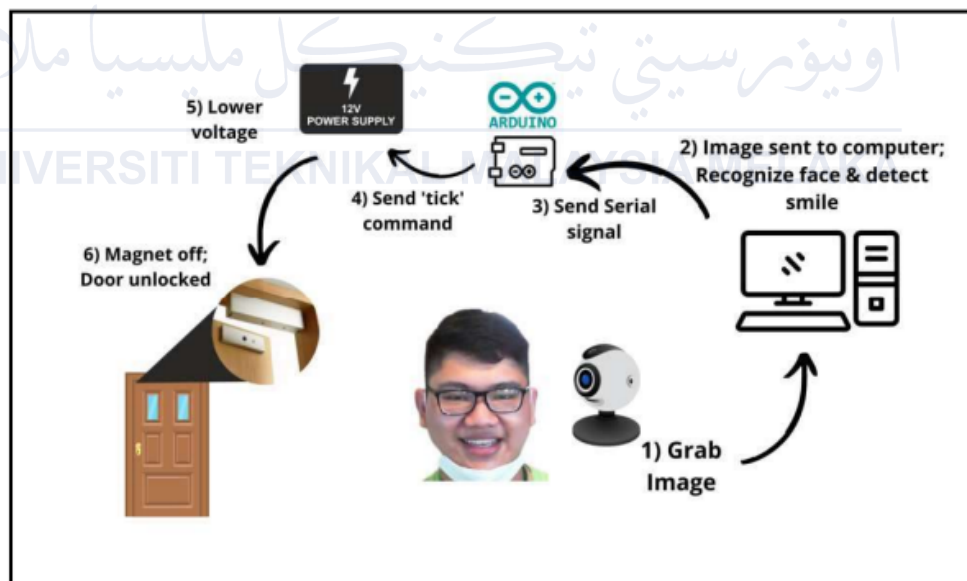 اونيۏرسيتي تيكنيكل مليسيا ملا
UNIVERSITI TEKNIKAL MALAYSIA MELAKA
5) Lower
voltage
12V
POWER SUPPLY
ARDUINO
2) Image sent to computer;
Recognize face & detect
smile
4) Send 'tick'
command
3) Send Serial
signal
6) Magnet off;
Door unlocked
1) Grab
Image